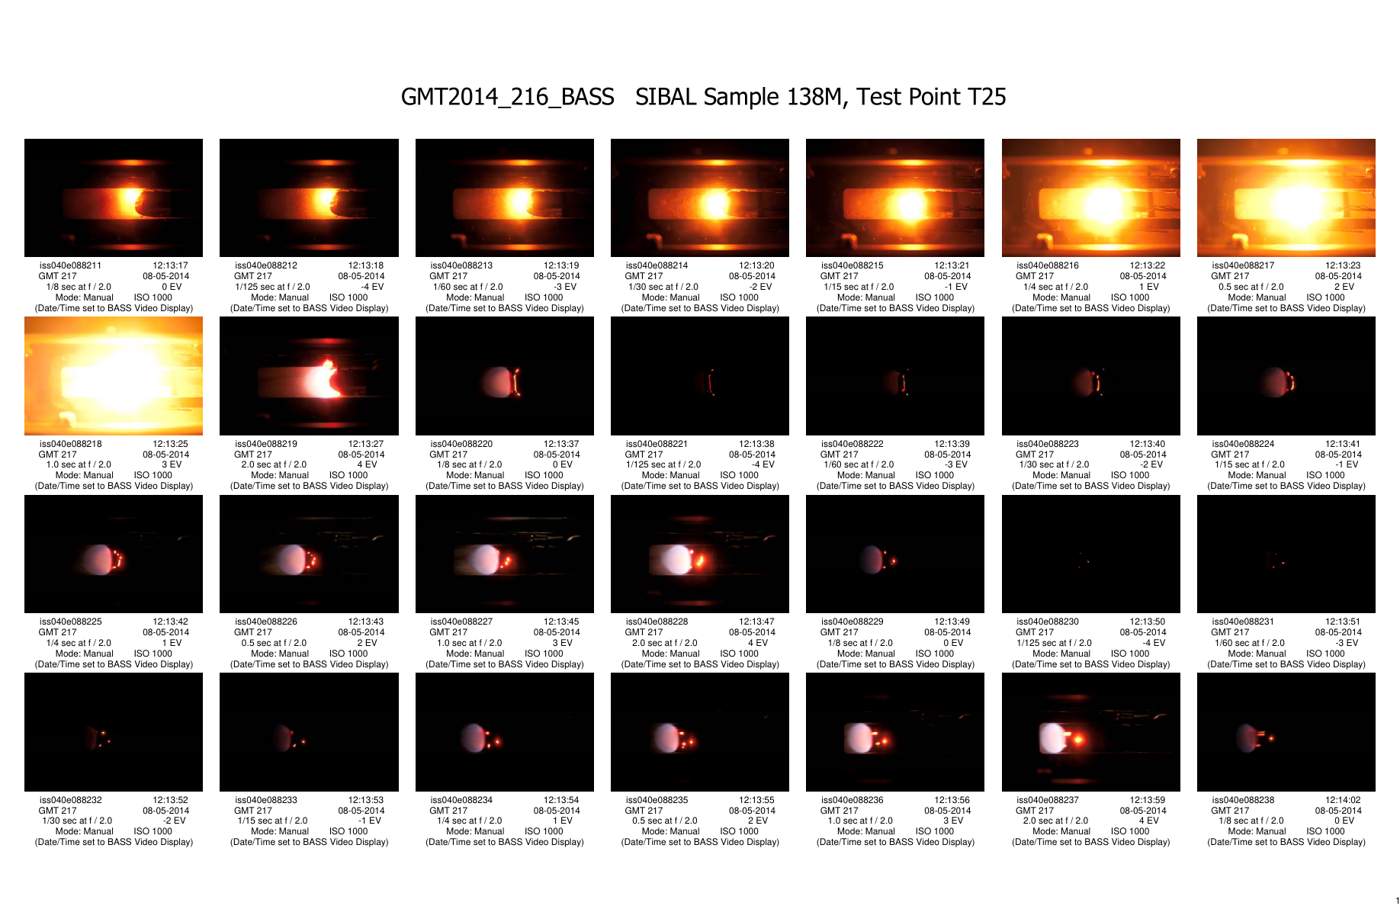 GMT2014_216_BASS SIBAL Sample 138M, Test Point T25
iss040e088211 12:13:17
GMT 217 08-05-2014
1/8 sec at f / 2.0 0 EV
Mode: Manual ISO 1000
(Date/Time set to BASS Video Display)
iss040e088212 12:13:18
GMT 217 08-05-2014
1/125 sec at f / 2.0 -4 EV
Mode: Manual ISO 1000
(Date/Time set to BASS Video Display)
iss040e088213 12:13:19
GMT 217 08-05-2014
1/60 sec at f / 2.0 -3 EV
Mode: Manual ISO 1000
(Date/Time set to BASS Video Display)
iss040e088214 12:13:20
GMT 217 08-05-2014
1/30 sec at f / 2.0 -2 EV
Mode: Manual ISO 1000
(Date/Time set to BASS Video Display)
iss040e088215 12:13:21
GMT 217 08-05-2014
1/15 sec at f / 2.0 -1 EV
Mode: Manual ISO 1000
(Date/Time set to BASS Video Display)
iss040e088216 12:13:22
GMT 217 08-05-2014
1/4 sec at f / 2.0 1 EV
Mode: Manual ISO 1000
(Date/Time set to BASS Video Display)
iss040e088217 12:13:23
GMT 217 08-05-2014
0.5 sec at f / 2.0 2 EV
Mode: Manual ISO 1000
(Date/Time set to BASS Video Display)
iss040e088218 12:13:25
GMT 217 08-05-2014
1.0 sec at f / 2.0 3 EV
Mode: Manual ISO 1000
(Date/Time set to BASS Video Display)
iss040e088219 12:13:27
GMT 217 08-05-2014
2.0 sec at f / 2.0 4 EV
Mode: Manual ISO 1000
(Date/Time set to BASS Video Display)
iss040e088220 12:13:37
GMT 217 08-05-2014
1/8 sec at f / 2.0 0 EV
Mode: Manual ISO 1000
(Date/Time set to BASS Video Display)
iss040e088221 12:13:38
GMT 217 08-05-2014
1/125 sec at f / 2.0 -4 EV
Mode: Manual ISO 1000
(Date/Time set to BASS Video Display)
iss040e088222 12:13:39
GMT 217 08-05-2014
1/60 sec at f / 2.0 -3 EV
Mode: Manual ISO 1000
(Date/Time set to BASS Video Display)
iss040e088223 12:13:40
GMT 217 08-05-2014
1/30 sec at f / 2.0 -2 EV
Mode: Manual ISO 1000
(Date/Time set to BASS Video Display)
iss040e088224 12:13:41
GMT 217 08-05-2014
1/15 sec at f / 2.0 -1 EV
Mode: Manual ISO 1000
(Date/Time set to BASS Video Display)
iss040e088225 12:13:42
GMT 217 08-05-2014
1/4 sec at f / 2.0 1 EV
Mode: Manual ISO 1000
(Date/Time set to BASS Video Display)
iss040e088226 12:13:43
GMT 217 08-05-2014
0.5 sec at f / 2.0 2 EV
Mode: Manual ISO 1000
(Date/Time set to BASS Video Display)
iss040e088227 12:13:45
GMT 217 08-05-2014
1.0 sec at f / 2.0 3 EV
Mode: Manual ISO 1000
(Date/Time set to BASS Video Display)
iss040e088228 12:13:47
GMT 217 08-05-2014
2.0 sec at f / 2.0 4 EV
Mode: Manual ISO 1000
(Date/Time set to BASS Video Display)
iss040e088229 12:13:49
GMT 217 08-05-2014
1/8 sec at f / 2.0 0 EV
Mode: Manual ISO 1000
(Date/Time set to BASS Video Display)
iss040e088230 12:13:50
GMT 217 08-05-2014
1/125 sec at f / 2.0 -4 EV
Mode: Manual ISO 1000
(Date/Time set to BASS Video Display)
iss040e088231 12:13:51
GMT 217 08-05-2014
1/60 sec at f / 2.0 -3 EV
Mode: Manual ISO 1000
(Date/Time set to BASS Video Display)
iss040e088232 12:13:52
GMT 217 08-05-2014
1/30 sec at f / 2.0 -2 EV
Mode: Manual ISO 1000
(Date/Time set to BASS Video Display)
iss040e088233 12:13:53
GMT 217 08-05-2014
1/15 sec at f / 2.0 -1 EV
Mode: Manual ISO 1000
(Date/Time set to BASS Video Display)
iss040e088234 12:13:54
GMT 217 08-05-2014
1/4 sec at f / 2.0 1 EV
Mode: Manual ISO 1000
(Date/Time set to BASS Video Display)
iss040e088235 12:13:55
GMT 217 08-05-2014
0.5 sec at f / 2.0 2 EV
Mode: Manual ISO 1000
(Date/Time set to BASS Video Display)
iss040e088236 12:13:56
GMT 217 08-05-2014
1.0 sec at f / 2.0 3 EV
Mode: Manual ISO 1000
(Date/Time set to BASS Video Display)
iss040e088237 12:13:59
GMT 217 08-05-2014
2.0 sec at f / 2.0 4 EV
Mode: Manual ISO 1000
(Date/Time set to BASS Video Display)
iss040e088238 12:14:02
GMT 217 08-05-2014
1/8 sec at f / 2.0 0 EV
Mode: Manual ISO 1000
(Date/Time set to BASS Video Display)